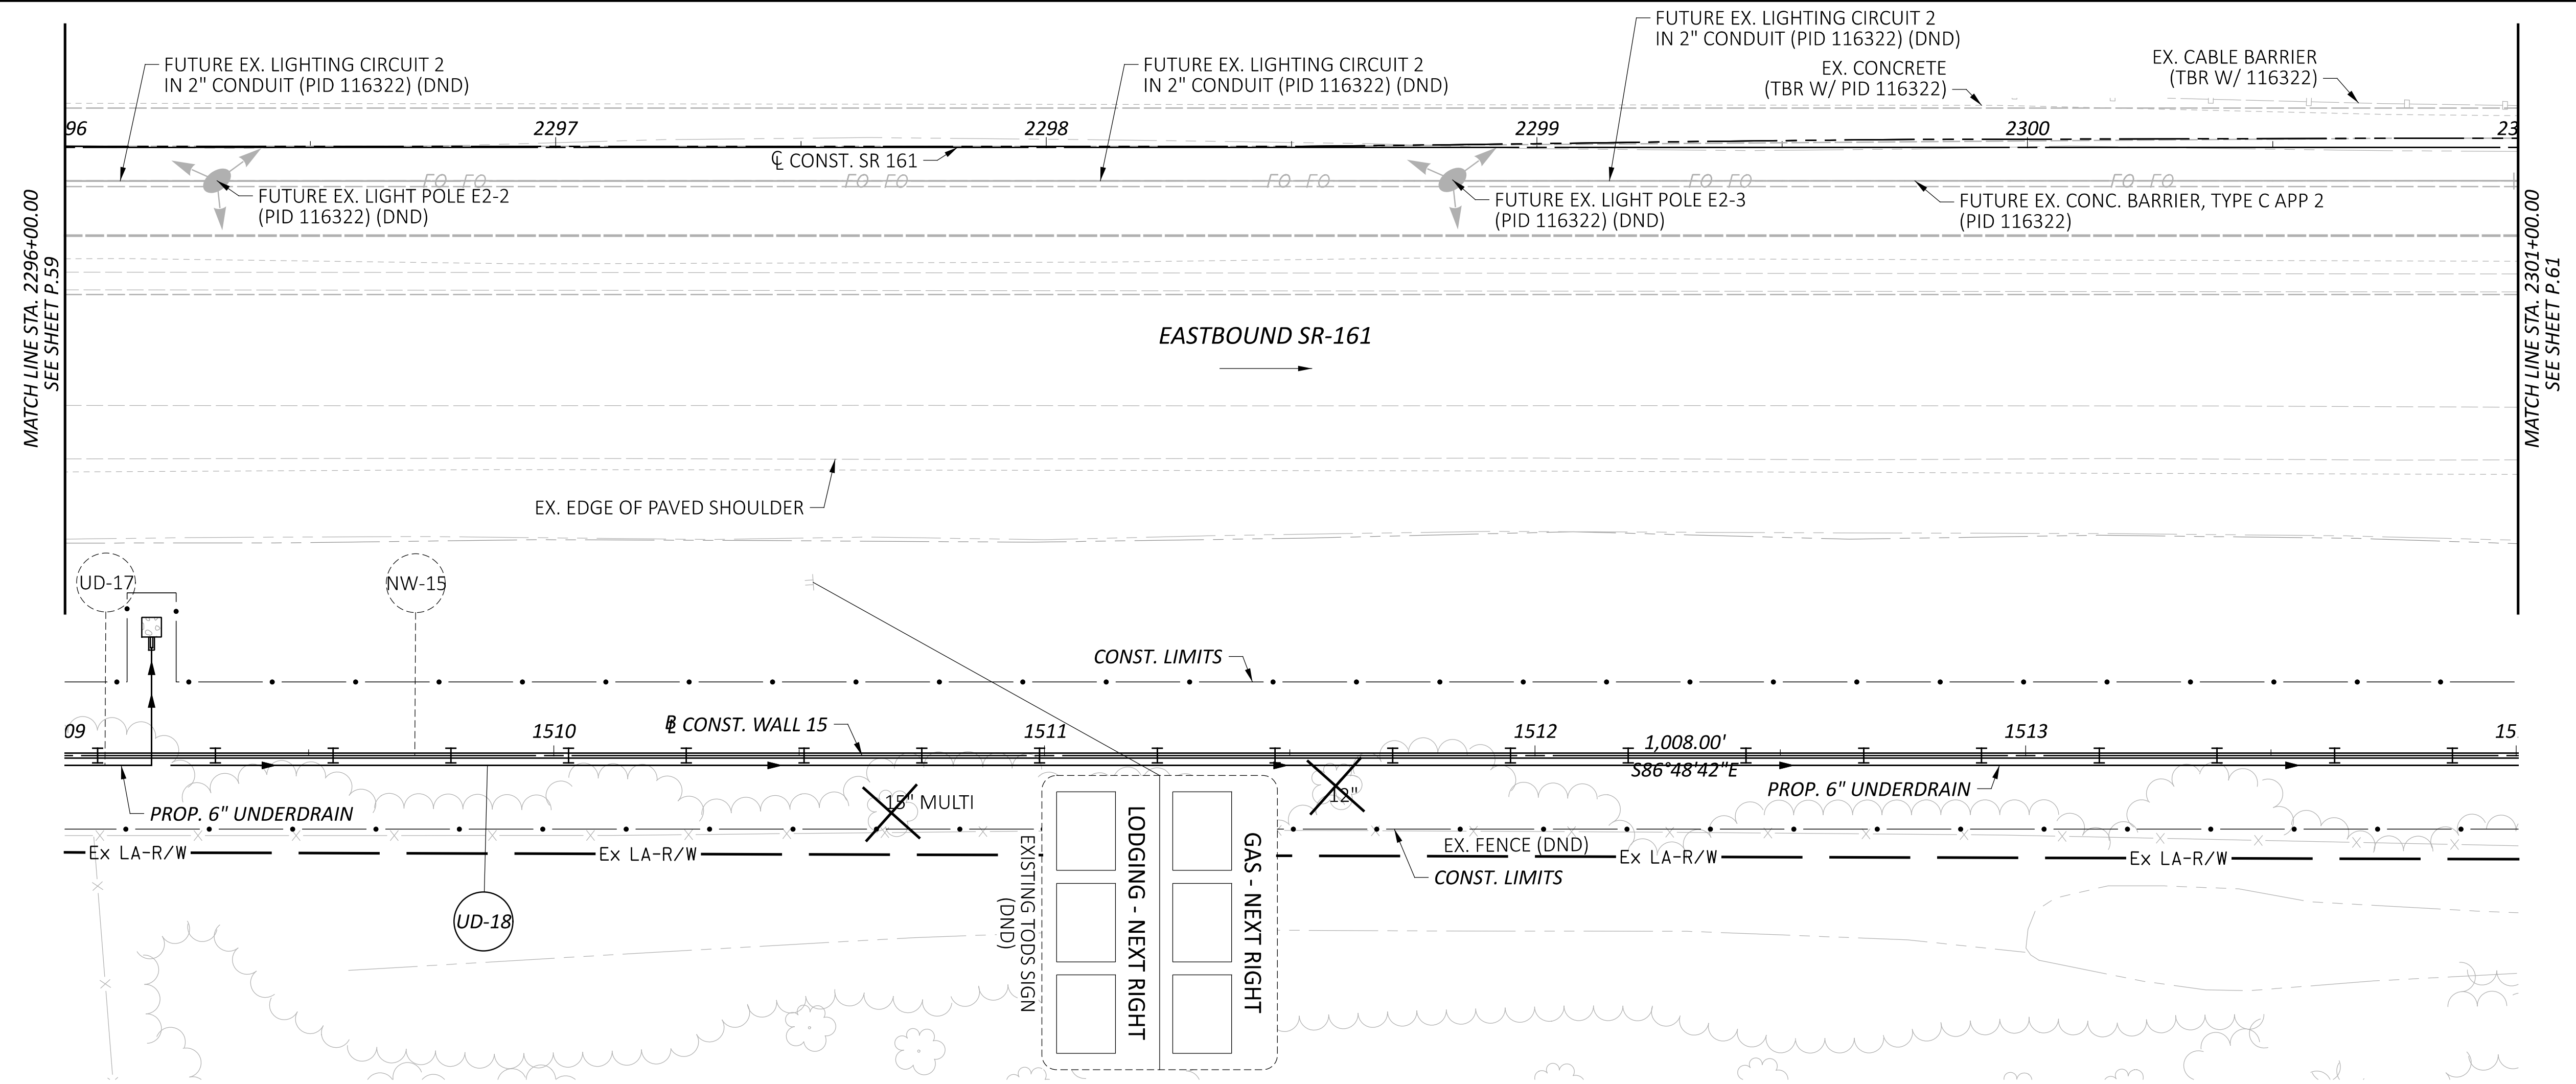 FUTURE EX. LIGHTING CIRCUIT 2
IN 2" CONDUIT (PID 116322) (DND)
FUTURE EX. LIGHTING CIRCUIT 2
IN 2" CONDUIT (PID 116322) (DND)
FUTURE EX. LIGHTING CIRCUIT 2
IN 2" CONDUIT (PID 116322) (DND)
EX. CONCRETE
(TBR W/ PID 116322)
EX. CABLE BARRIER
(TBR W/ 116322)
96
2297
2298
2299
2300
23
℄ CONST. SR 161
FO FO
FO FO
FO FO
FO FO
FO FO
FUTURE EX. LIGHT POLE E2-2
(PID 116322) (DND)
FUTURE EX. LIGHT POLE E2-3
(PID 116322) (DND)
FUTURE EX. CONC. BARRIER, TYPE C APP 2
(PID 116322)
MATCH LINE STA. 2296+00.00
SEE SHEET P.59
MATCH LINE STA. 2301+00.00
SEE SHEET P.61
EASTBOUND SR-161
EX. EDGE OF PAVED SHOULDER
UD-17
NW-15
CONST. LIMITS
09
1510
BL CONST. WALL 15
1511
1512
1,008.00'
S86°48'42"E
1513
15
PROP. 6" UNDERDRAIN
15" MULTI
12"
PROP. 6" UNDERDRAIN
EX. FENCE (DND)
Ex LA-R/W
Ex LA-R/W
Ex LA-R/W
Ex LA-R/W
CONST. LIMITS
UD-18
EXISTING TODS SIGN
(DND)
LODGING - NEXT RIGHT
GAS - NEXT RIGHT